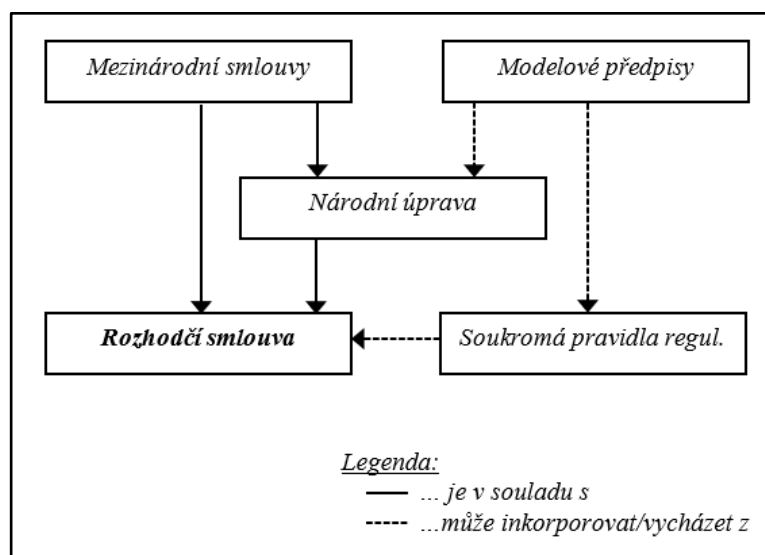 Mezinárodní smlouvy
Modelové předpisy
Národní úprava
Rozhodčí smlouva
Soukromá pravidla regul.
Legenda:
... je v souladu s
...může inkorporovat/vycházet z